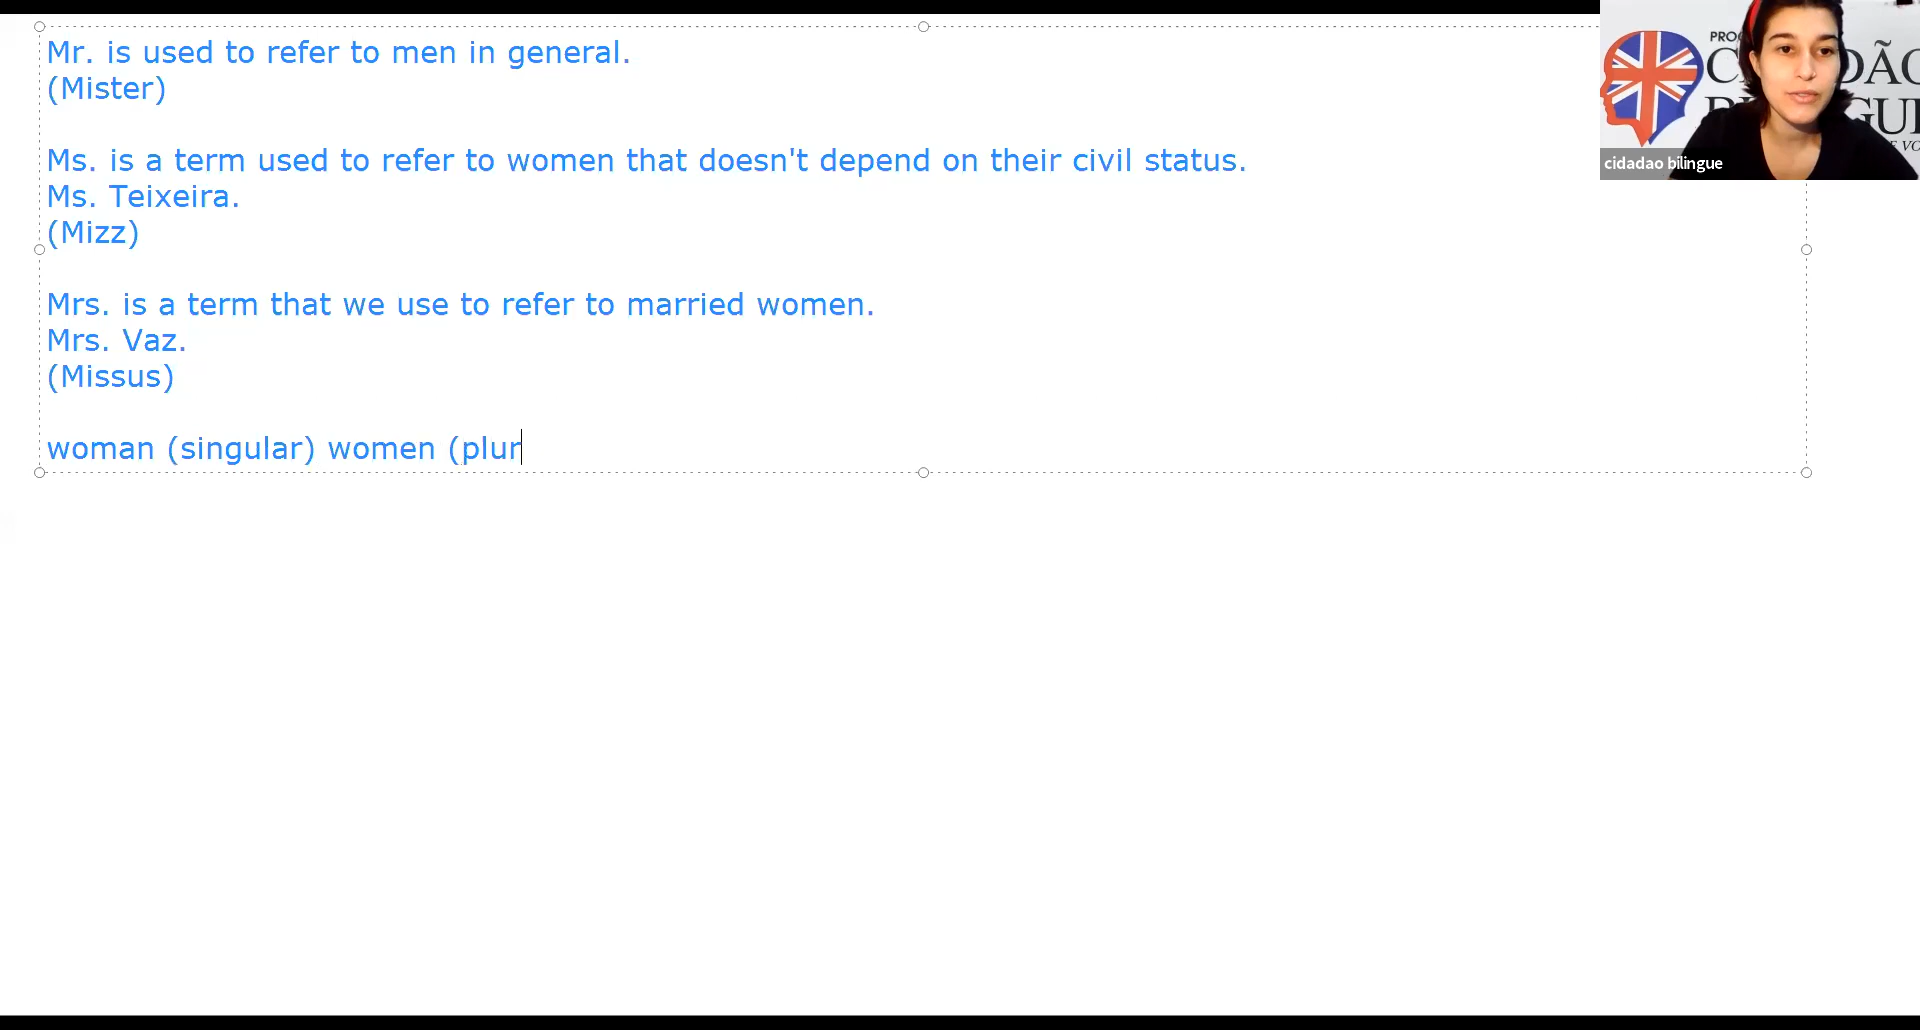 Mr. is used to refer to men in general.
(Mister)
Ms. is a term used to refer to women that doesn't depend on their civil status.
Ms. Teixeira.
(Mizz)
Mrs. is a term that we use to refer to married women.
Mrs. Vaz.
(Missus)
woman (singular) women (plur
cidadao bilingue